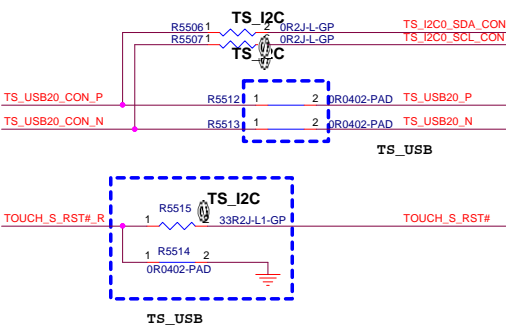 TS_I2C
R5506 1 2 0R2J-L-GP TS_I2C0_SDA_CON
R5507 1 0R2J-L-GP TS_I2C0_SCL_CON
TS_I2C
TS_USB20_CON_P R5512 1 2 0R0402-PAD TS_USB20_P
TS_USB20_CON_N R5513 1 2 0R0402-PAD TS_USB20_N
TS_USB
TS_I2C
R5515
TOUCH_S_RST#_R 1 2 33R2J-L1-GP TOUCH_S_RST#
1 R5514 2
0R0402-PAD
TS_USB